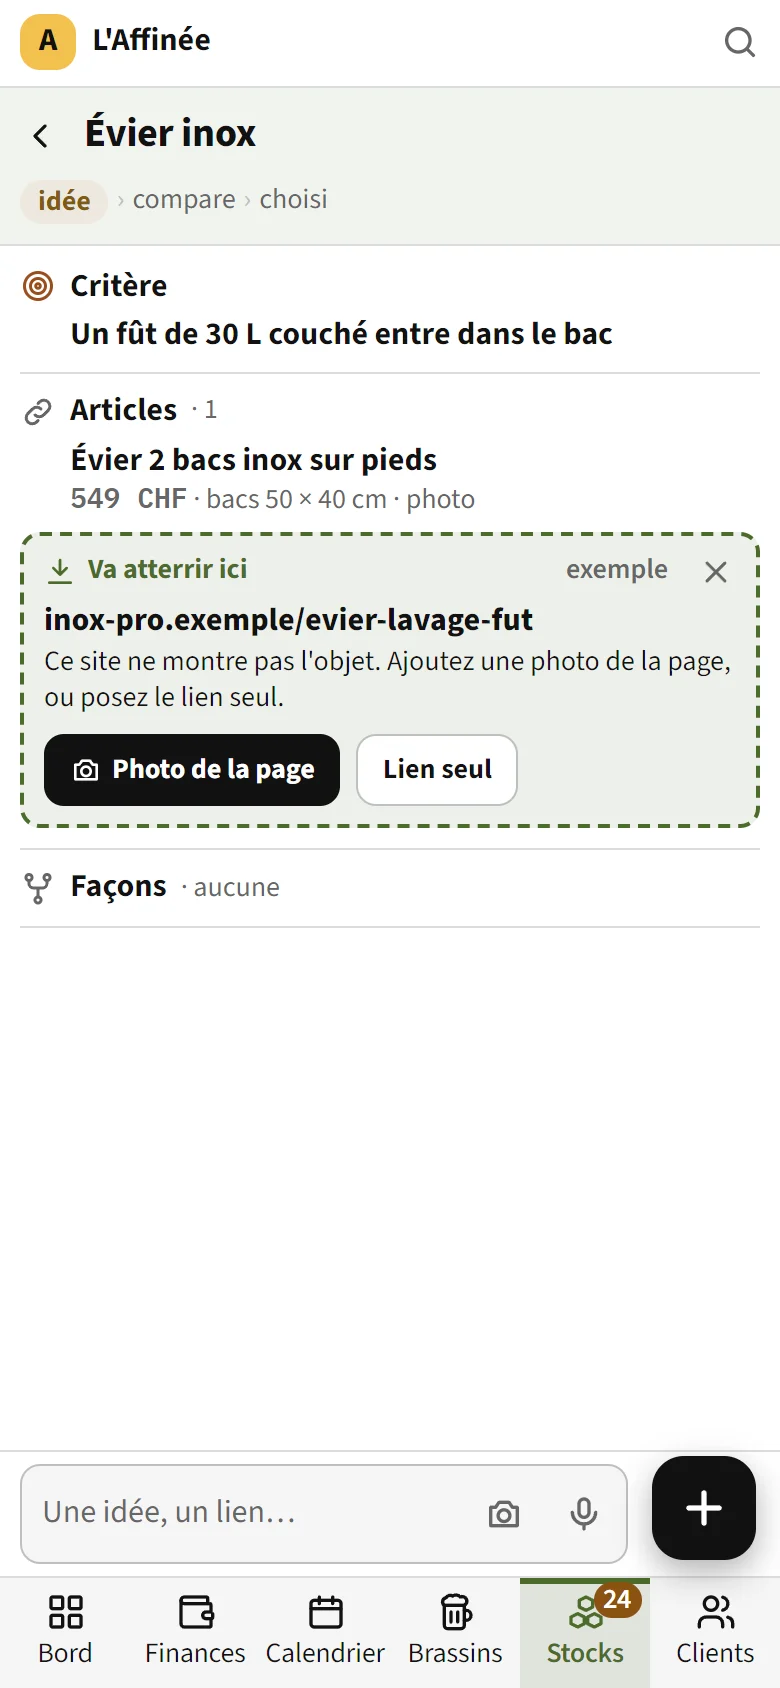 A L'Affinée
Évier inox
idée › compare › choisi
Critère
Un fût de 30 L couché entre dans le bac
Articles · 1
Évier 2 bacs inox sur pieds
549 CHF · bacs 50 × 40 cm · photo
Va atterrir ici exemple
inox-pro.exemple/evier-lavage-fut
Ce site ne montre pas l'objet. Ajoutez une photo de la page,
ou posez le lien seul.
Photo de la page Lien seul
Façons · aucune
Une idée, un lien…
24
Bord Finances Calendrier Brassins Stocks Clients